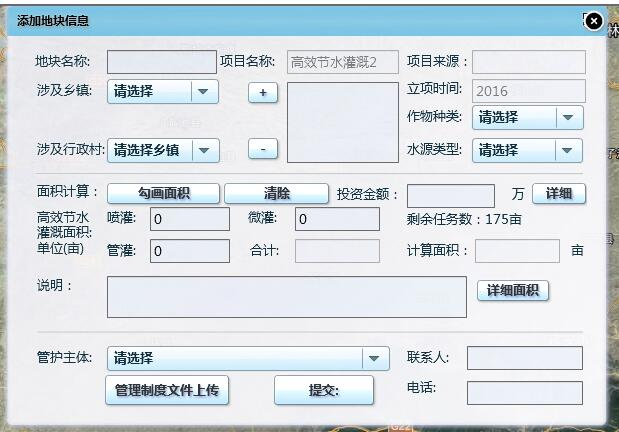 添加地块信息
地块名称: 项目名称: 高效节水灌溉2 项目来源:
涉及乡镇: 请选择 + 立项时间: 2016
作物种类: 请选择
涉及行政村: 请选择乡镇 - 水源类型: 请选择
面积计算: 勾画面积 清除 投资金额: 万 详细
高效节水 喷灌: 0 微灌: 0 剩余任务数:175亩
灌溉面积:
单位(亩) 管灌: 0 合计: 计算面积: 亩
说明: 详细面积
管护主体: 请选择 联系人:
管理制度文件上传 提交: 电话:
G22
林